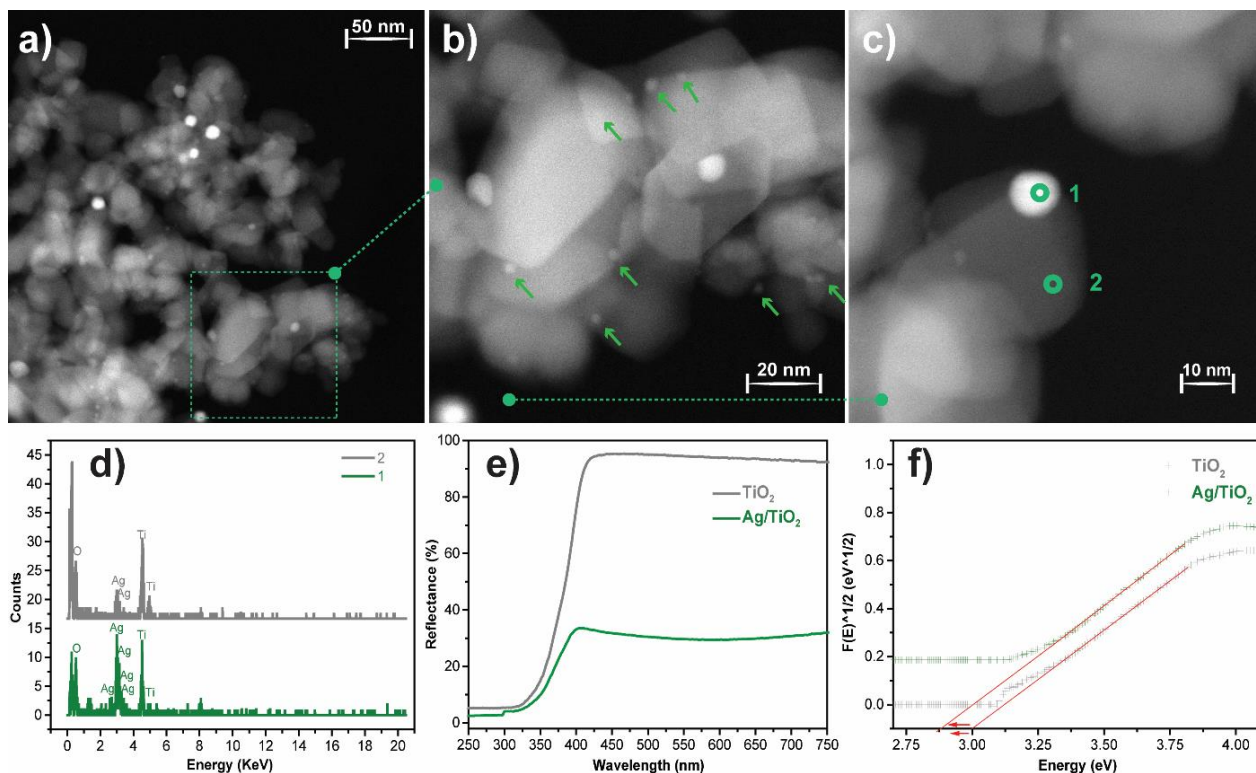 a)
50 nm
b)
20 nm
c)
1
2
10 nm
d)
2
1
45
40
35
30
25
20
15
10
5
0
O
Ag
Ag
Ti
Ti
O
Ag
Ag
Ag
Ag
Ag
Ti
Ti
Counts
0 2 4 6 8 10 12 14 16 18 20
Energy (KeV)
e)
TiO2
Ag/TiO2
100
80
60
40
20
0
Reflectance (%)
250 300 350 400 450 500 550 600 650 700 750
Wavelength (nm)
f)
TiO2
Ag/TiO2
1.0
0.8
0.6
0.4
0.2
0.0
F(E)^1/2 (eV^1/2)
2.75 3.00 3.25 3.50 3.75 4.00
Energy (eV)